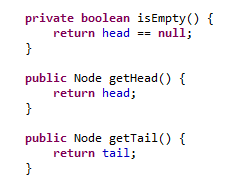 private boolean isEmpty() {
    return head == null;
}
public Node getHead() {
    return head;
}
public Node getTail() {
    return tail;
}